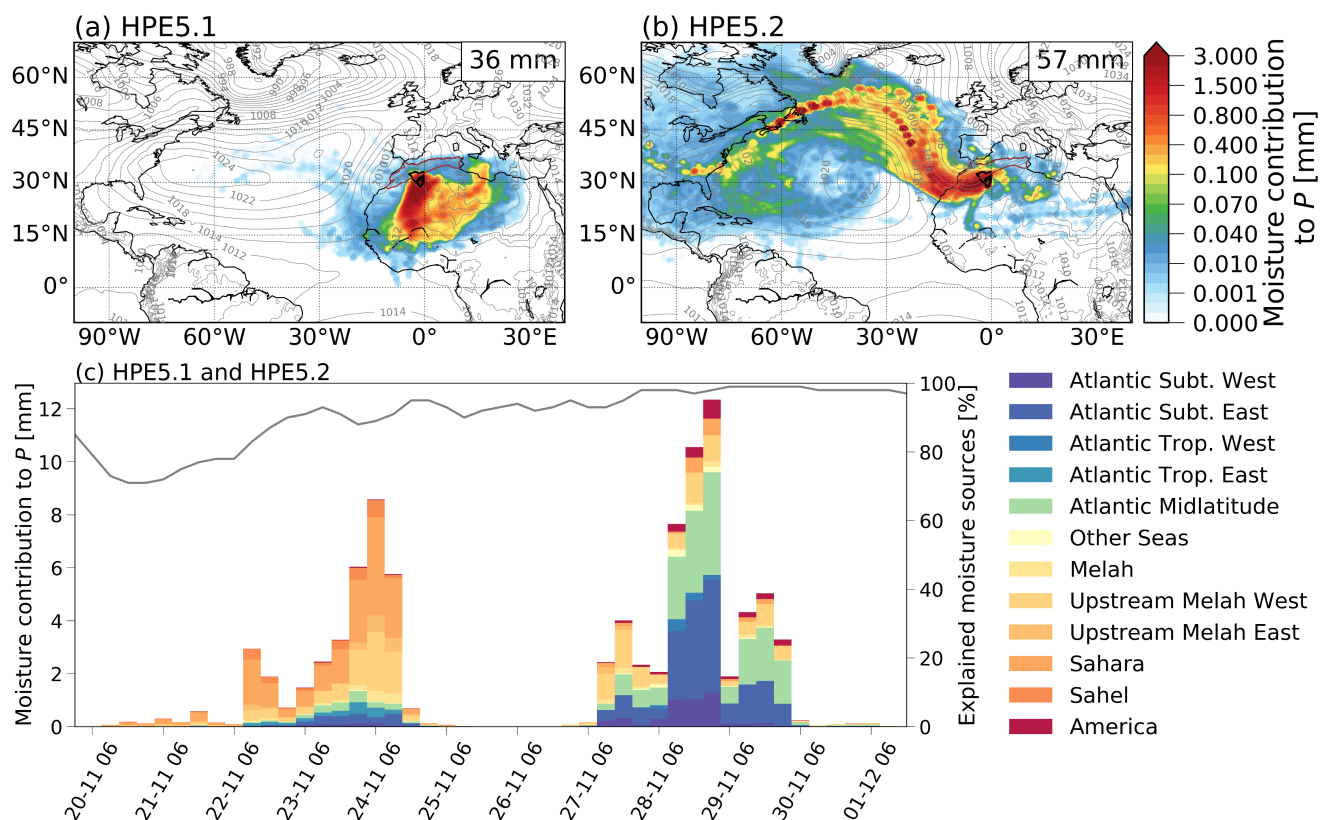 (a) HPE5.1
36 mm
60°N
45°N
30°N
15°N
0°
90°W
60°W
30°W
0°
30°E
(b) HPE5.2
57 mm
60°N
45°N
30°N
15°N
0°
90°W
60°W
30°W
0°
30°E
3.000
1.500
0.800
0.400
0.100
0.070
0.040
0.010
0.001
0.000
Moisture contribution
to P [mm]
(c) HPE5.1 and HPE5.2
Moisture contribution to P [mm]
12
10
8
6
4
2
0
100
80
60
40
20
0
Explained moisture sources [%]
20-11 06
21-11 06
22-11 06
23-11 06
24-11 06
25-11 06
26-11 06
27-11 06
28-11 06
29-11 06
30-11 06
01-12 06
Atlantic Subt. West
Atlantic Subt. East
Atlantic Trop. West
Atlantic Trop. East
Atlantic Midlatitude
Other Seas
Melah
Upstream Melah West
Upstream Melah East
Sahara
Sahel
America